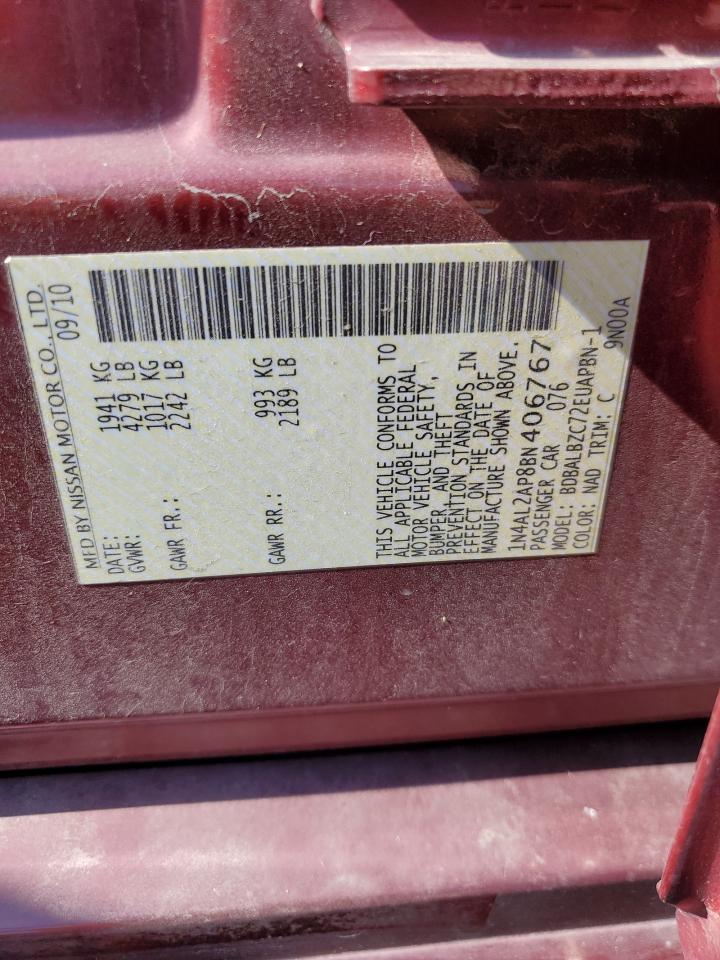 MFD BY NISSAN MOTOR CO., LTD.
DATE: 09/10
GVWR: 1941 KG
4279 LB
GAWR FR.: 1017 KG
2242 LB
GAWR RR.: 993 KG
2189 LB
THIS VEHICLE CONFORMS TO
ALL APPLICABLE FEDERAL
MOTOR VEHICLE SAFETY,
BUMPER, AND THEFT
PREVENTION STANDARDS IN
EFFECT ON THE DATE OF
MANUFACTURE SHOWN ABOVE.
1N4AL2AP8BN406767
PASSENGER CAR 076
MODEL: BDBALBZC72EUAPBN-1
COLOR: NAD TRIM: C 9N00A